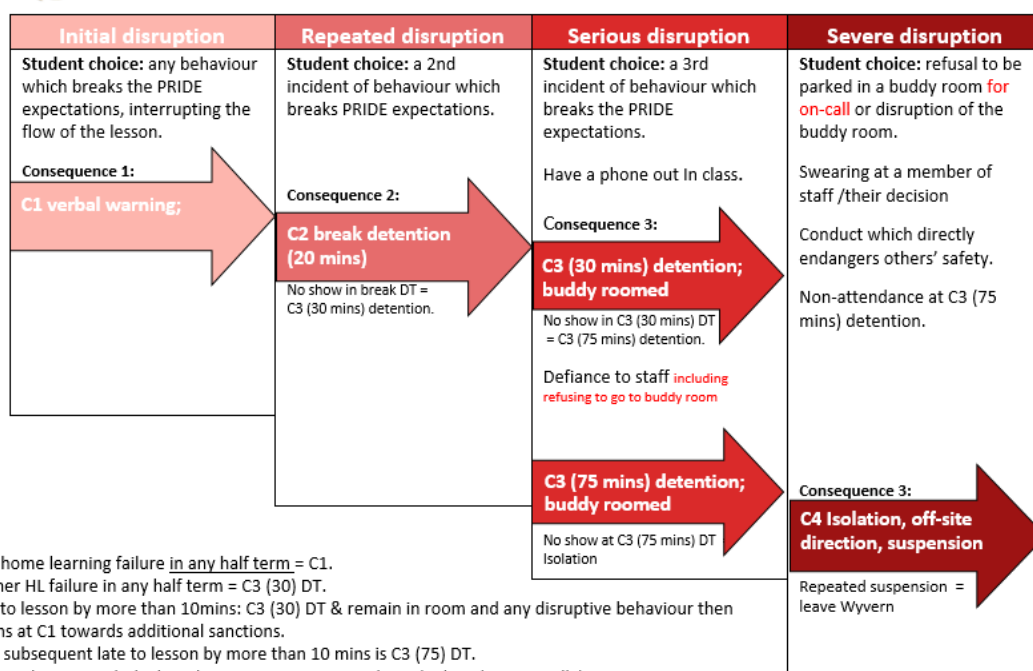 Initial disruption
Student choice: any behaviour
which breaks the PRIDE
expectations, interrupting the
flow of the lesson.
Consequence 1:
C1 verbal warning;
Repeated disruption
Student choice: a 2nd
incident of behaviour which
breaks PRIDE expectations.
Consequence 2:
C2 break detention
(20 mins)
No show in break DT =
C3 (30 mins) detention.
Serious disruption
Student choice: a 3rd
incident of behaviour which
breaks the PRIDE
expectations.
Have a phone out In class.
Consequence 3:
C3 (30 mins) detention;
buddy roomed
No show in C3 (30 mins) DT
= C3 (75 mins) detention.
Defiance to staff including
refusing to go to buddy room
C3 (75 mins) detention;
buddy roomed
No show at C3 (75 mins) DT
Isolation
Severe disruption
Student choice: refusal to be
parked in a buddy room for
on-call or disruption of the
buddy room.
Swearing at a member of
staff /their decision
Conduct which directly
endangers others' safety.
Non-attendance at C3 (75
mins) detention.
Consequence 3:
C4 Isolation, off-site
direction, suspension
Repeated suspension =
leave Wyvern
home learning failure in any half term = C1.
HL failure in any half term = C3 (30) DT.
to lesson by more than 10mins: C3 (30) DT & remain in room and any disruptive behaviour then
at C1 towards additional sanctions.
subsequent late to lesson by more than 10 mins is C3 (75) DT.